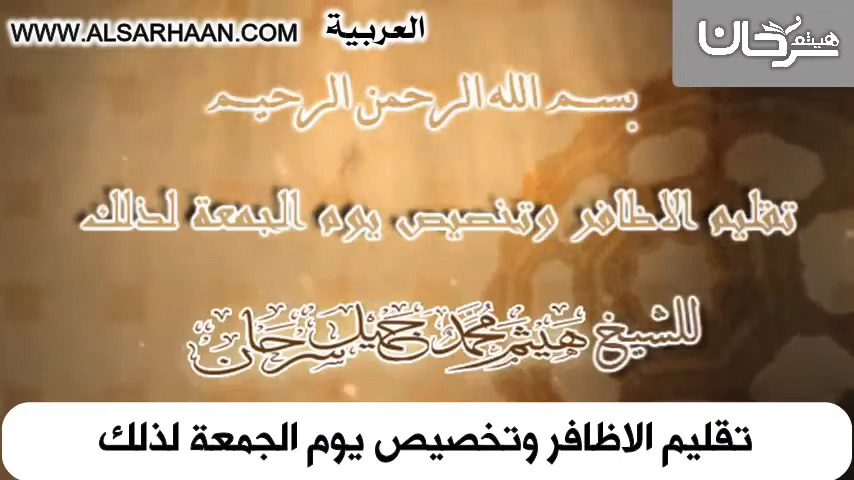 WWW.ALSARHAAN.COM العربية
هيثم سرحان
بسم الله الرحمن الرحيم
تقليم الاظافر وتخصيص يوم الجمعة لذلك
للشيخ هيثم محمد جميل سرحان
تقليم الاظافر وتخصيص يوم الجمعة لذلك